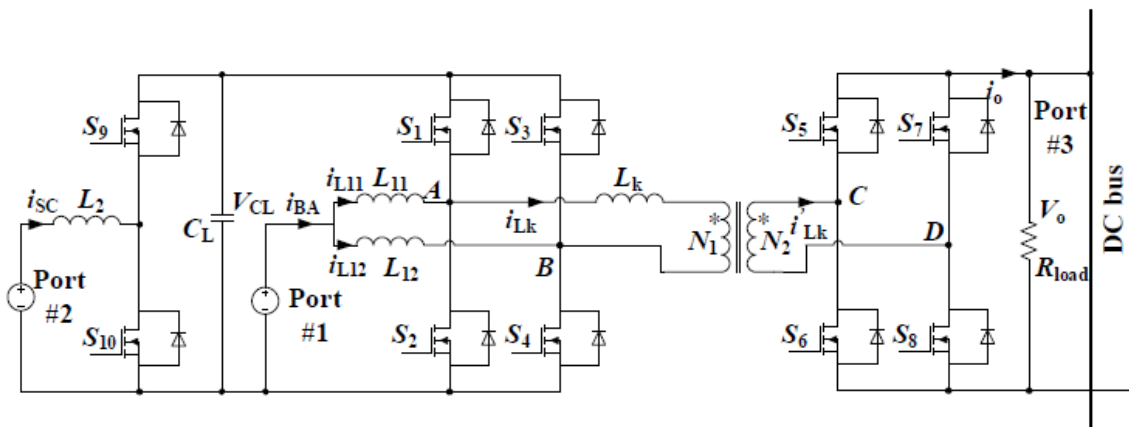 S9
S1
S3
S5
S7
io
Port
#3
iSC
L2
CL
VCL
iBA
iL11
L11
A
Lk
iLk
*
*
N1
N2
i'Lk
C
D
Vo
Rload
DC bus
iL12
L12
B
Port
#2
Port
#1
S10
S2
S4
S6
S8